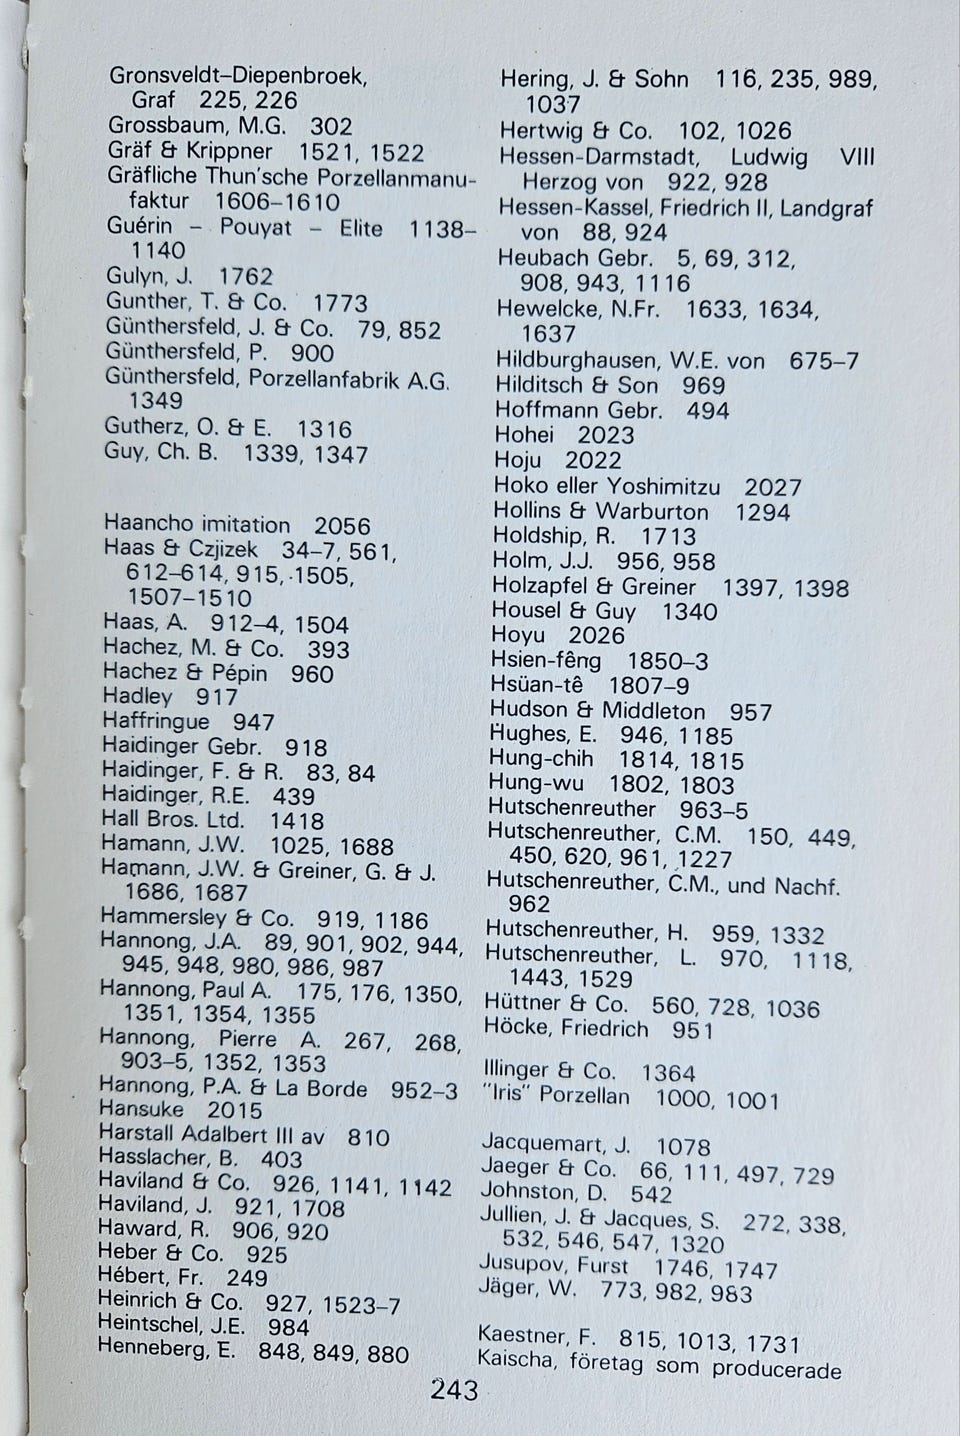 Gronsveldt–Diepenbroek,
Graf 225, 226
Grossbaum, M.G. 302
Gräf & Krippner 1521, 1522
Gräfliche Thun'sche Porzellanmanu-
faktur 1606–1610
Guérin – Pouyat – Elite 1138–
1140
Gulyn, J. 1762
Gunther, T. & Co. 1773
Günthersfeld, J. & Co. 79, 852
Günthersfeld, P. 900
Günthersfeld, Porzellanfabrik A.G.
1349
Gutherz, O. & E. 1316
Guy, Ch. B. 1339, 1347
Haancho imitation 2056
Haas & Czjizek 34–7, 561,
612–614, 915, 1505,
1507–1510
Haas, A. 912–4, 1504
Hachez, M. & Co. 393
Hachez & Pépin 960
Hadley 917
Haffringue 947
Haidinger Gebr. 918
Haidinger, F. & R. 83, 84
Haidinger, R.E. 439
Hall Bros. Ltd. 1418
Hamann, J.W. 1025, 1688
Hamann, J.W. & Greiner, G. & J.
1686, 1687
Hammersley & Co. 919, 1186
Hannong, J.A. 89, 901, 902, 944,
945, 948, 980, 986, 987
Hannong, Paul A. 175, 176, 1350,
1351, 1354, 1355
Hannong, Pierre A. 267, 268,
903–5, 1352, 1353
Hannong, P.A. & La Borde 952–3
Hansuke 2015
Harstall Adalbert III av 810
Hasslacher, B. 403
Haviland & Co. 926, 1141, 1142
Haviland, J. 921, 1708
Haward, R. 906, 920
Heber & Co. 925
Hébert, Fr. 249
Heinrich & Co. 927, 1523–7
Heintschel, J.E. 984
Henneberg, E. 848, 849, 880
Hering, J. & Sohn 116, 235, 989,
1037
Hertwig & Co. 102, 1026
Hessen-Darmstadt, Ludwig VIII
Herzog von 922, 928
Hessen-Kassel, Friedrich II, Landgraf
von 88, 924
Heubach Gebr. 5, 69, 312,
908, 943, 1116
Hewelcke, N.Fr. 1633, 1634,
1637
Hildburghausen, W.E. von 675–7
Hilditsch & Son 969
Hoffmann Gebr. 494
Hohei 2023
Hoju 2022
Hoko eller Yoshimitzu 2027
Hollins & Warburton 1294
Holdship, R. 1713
Holm, J.J. 956, 958
Holzapfel & Greiner 1397, 1398
Housel & Guy 1340
Hoyu 2026
Hsien-fêng 1850–3
Hsüan-tê 1807–9
Hudson & Middleton 957
Hughes, E. 946, 1185
Hung-chih 1814, 1815
Hung-wu 1802, 1803
Hutschenreuther 963–5
Hutschenreuther, C.M. 150, 449,
450, 620, 961, 1227
Hutschenreuther, C.M., und Nachf.
962
Hutschenreuther, H. 959, 1332
Hutschenreuther, L. 970, 1118,
1443, 1529
Hüttner & Co. 560, 728, 1036
Höcke, Friedrich 951
Illinger & Co. 1364
"Iris" Porzellan 1000, 1001
Jacquemart, J. 1078
Jaeger & Co. 66, 111, 497, 729
Johnston, D. 542
Jullien, J. & Jacques, S. 272, 338,
532, 546, 547, 1320
Jusupov, Furst 1746, 1747
Jäger, W. 773, 982, 983
Kaestner, F. 815, 1013, 1731
Kaischa, företag som producerade
243